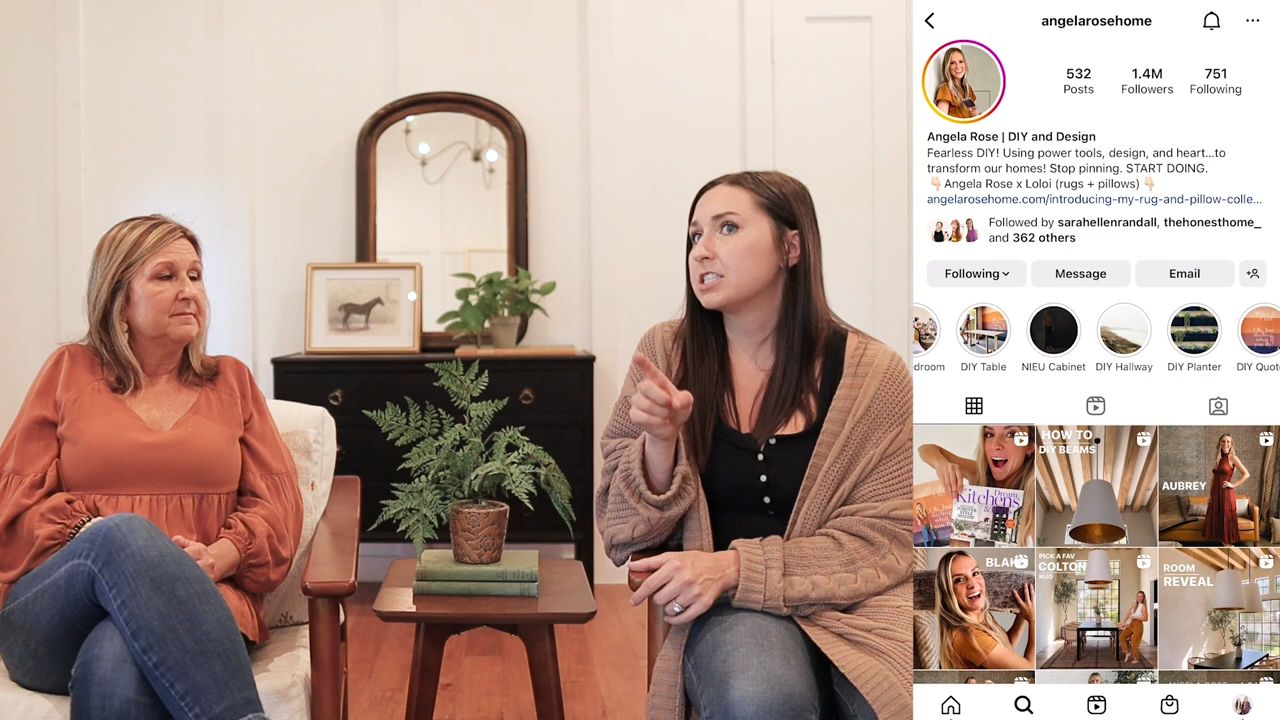 angelarosehome
532
1.4M
751
Posts
Followers
Following
Angela Rose | DIY and Design
Fearless DIY! Using power tools, design, and heart...to
transform our homes! Stop pinning. START DOING.
👇🏻Angela Rose x Loloi (rugs + pillows) 👇🏻
angelarosehome.com/introducing-my-rug-and-pillow-colle...
Followed by sarahellenrandall, thehonesthome_
and 362 others
Following
Message
Email
droom
DIY Table
NIEU Cabinet
DIY Hallway
DIY Planter
DIY Quot
HOW TO
DIY BEAMS
AUBREY
Dream
Kitchens
BLAK
PICK A FAV
COLTON
RUG
ROOM
REVEAL